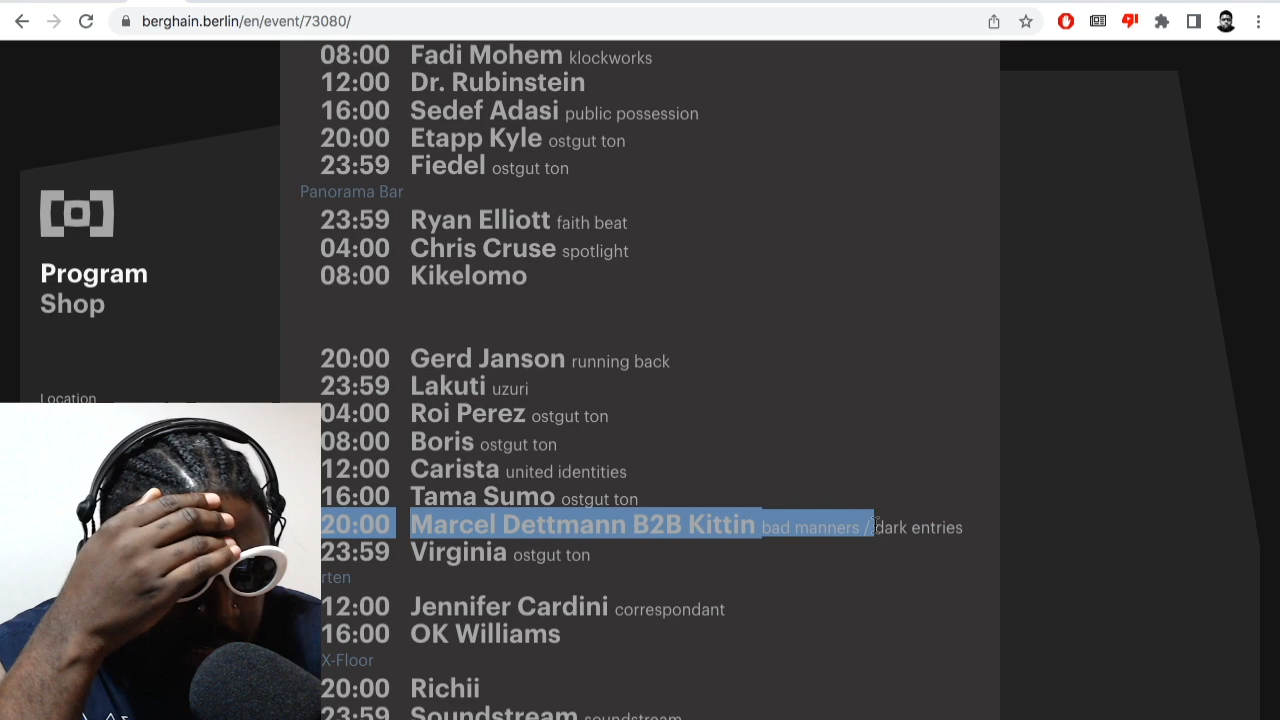 berghain.berlin/en/event/73080/
08:00 Fadi Mohem klockworks
12:00 Dr. Rubinstein
16:00 Sedef Adasi public possession
20:00 Etapp Kyle ostgut ton
23:59 Fiedel ostgut ton
Panorama Bar
23:59 Ryan Elliott faith beat
04:00 Chris Cruse spotlight
08:00 Kikelomo
20:00 Gerd Janson running back
23:59 Lakuti uzuri
04:00 Roi Perez ostgut ton
08:00 Boris ostgut ton
12:00 Carista united identities
16:00 Tama Sumo ostgut ton
20:00 Marcel Dettmann B2B Kittin bad manners / dark entries
23:59 Virginia ostgut ton
rten
12:00 Jennifer Cardini correspondant
16:00 OK Williams
X-Floor
20:00 Richii
23:59 Soundstream soundstream
Program
Shop
Location